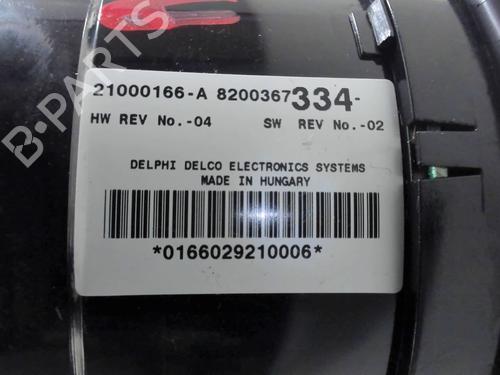 21000166-A 8200367334-
HW REV No.-04 SW REV No.-02
DELPHI DELCO ELECTRONICS SYSTEMS
MADE IN HUNGARY
*0166029210006*
B-PARTS